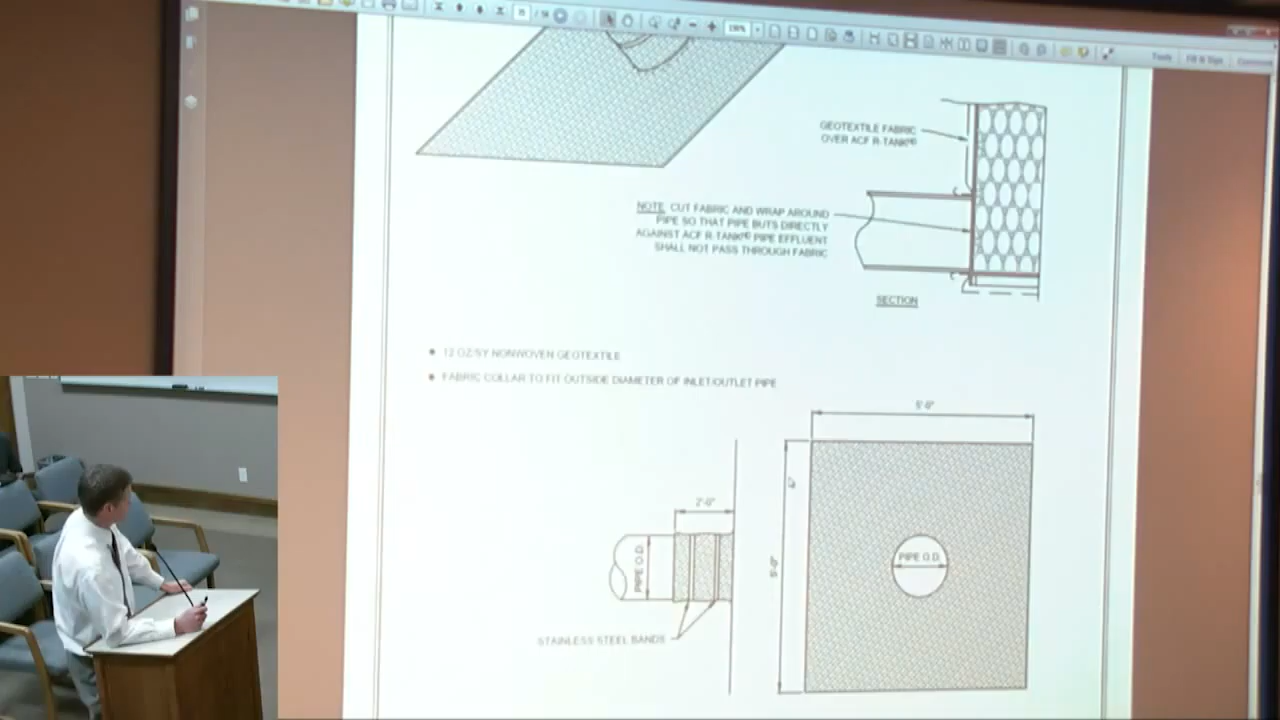 Tools
GEOTEXTILE FABRIC
OVER ACF R-TANK
NOTE CUT FABRIC AND WRAP AROUND
PIPE SO THAT PIPE BUTS DIRECTLY
AGAINST ACF R-TANK PIPE EFFLUENT
SHALL NOT PASS THROUGH FABRIC
SECTION
12 OZ/SY NONWOVEN GEOTEXTILE
FABRIC COLLAR TO FIT OUTSIDE DIAMETER OF INLET/OUTLET PIPE
5'-0"
2'-0"
PIPE O.D.
5'-0"
PIPE O.D.
STAINLESS STEEL BANDS